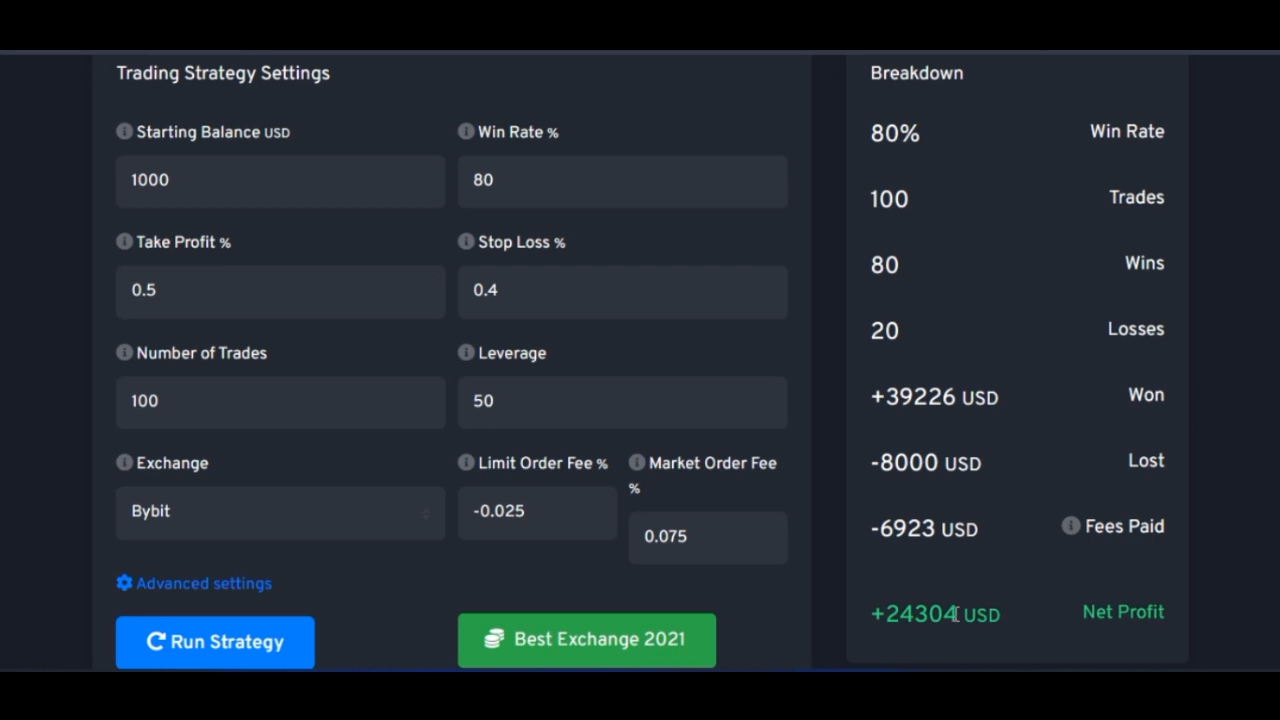 Trading Strategy Settings
Starting Balance USD
Win Rate %
1000
80
Take Profit %
Stop Loss %
0.5
0.4
Number of Trades
Leverage
100
50
Exchange
Limit Order Fee %
Market Order Fee
%
Bybit
-0.025
0.075
Advanced settings
Run Strategy
Best Exchange 2021
Breakdown
80% Win Rate
100 Trades
80 Wins
20 Losses
+39226 USD Won
-8000 USD Lost
-6923 USD Fees Paid
+24304 USD Net Profit